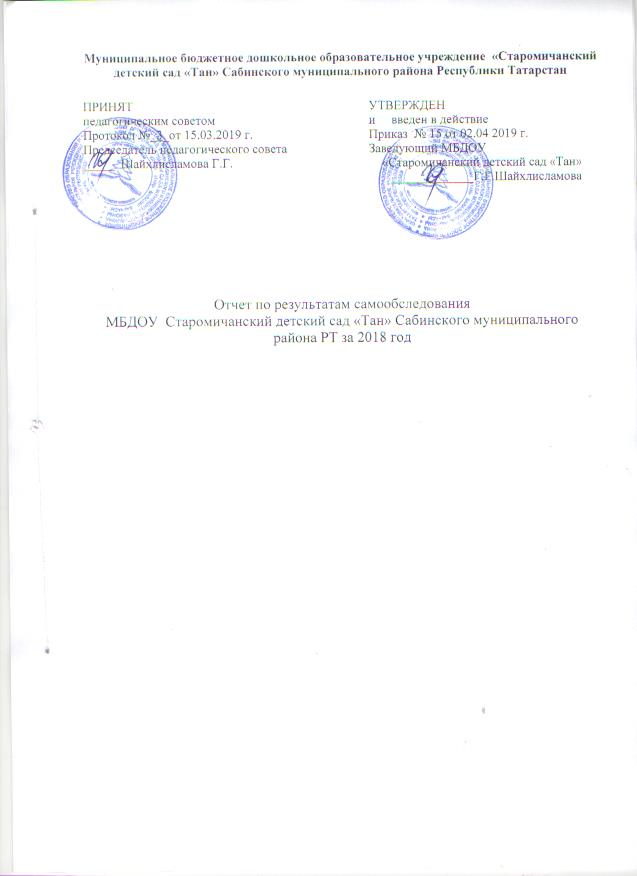 Муниципальное бюджетное дошкольное образовательное учреждение «Старомичанский
детский сад «Тан» Сабинского муниципального района Республики Татарстан
ПРИНЯТ
педагогическим советом
Протокол № 3 от 15.03.2019 г.
Председатель педагогического совета
Шайхлисламова Г.Г.
УТВЕРЖДЕН
и введен в действие
Приказ № 15 от 02.04 2019 г.
Заведующий МБДОУ
«Старомичанский детский сад «Тан»
Г.Г.Шайхлисламова
Отчет по результатам самообследования
МБДОУ Старомичанский детский сад «Тан» Сабинского муниципального
района РТ за 2018 год